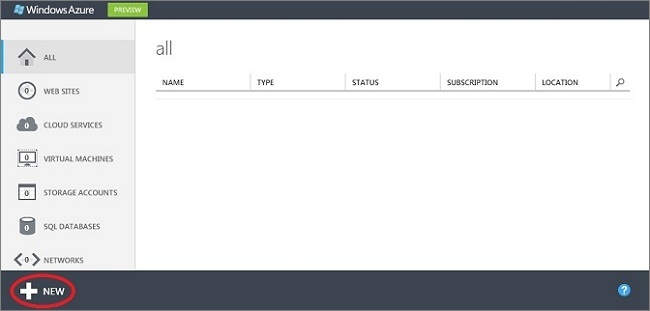 Windows Azure PREVIEW
ALL
0 WEB SITES
0 CLOUD SERVICES
0 VIRTUAL MACHINES
0 STORAGE ACCOUNTS
0 SQL DATABASES
0 NETWORKS
all
NAME TYPE STATUS SUBSCRIPTION LOCATION
NEW
?